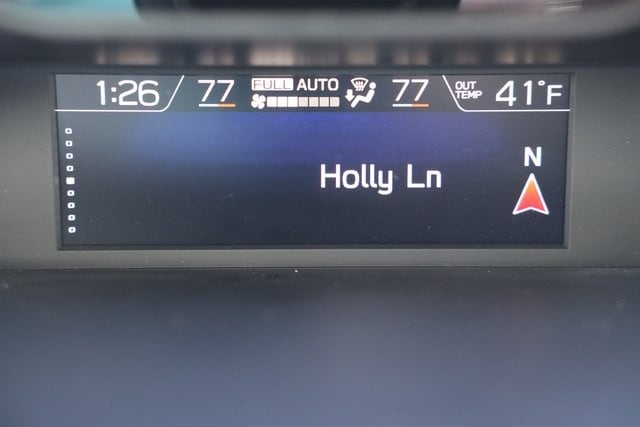 1:26 77 FULL AUTO 77 OUT TEMP 41°F
N
Holly Ln